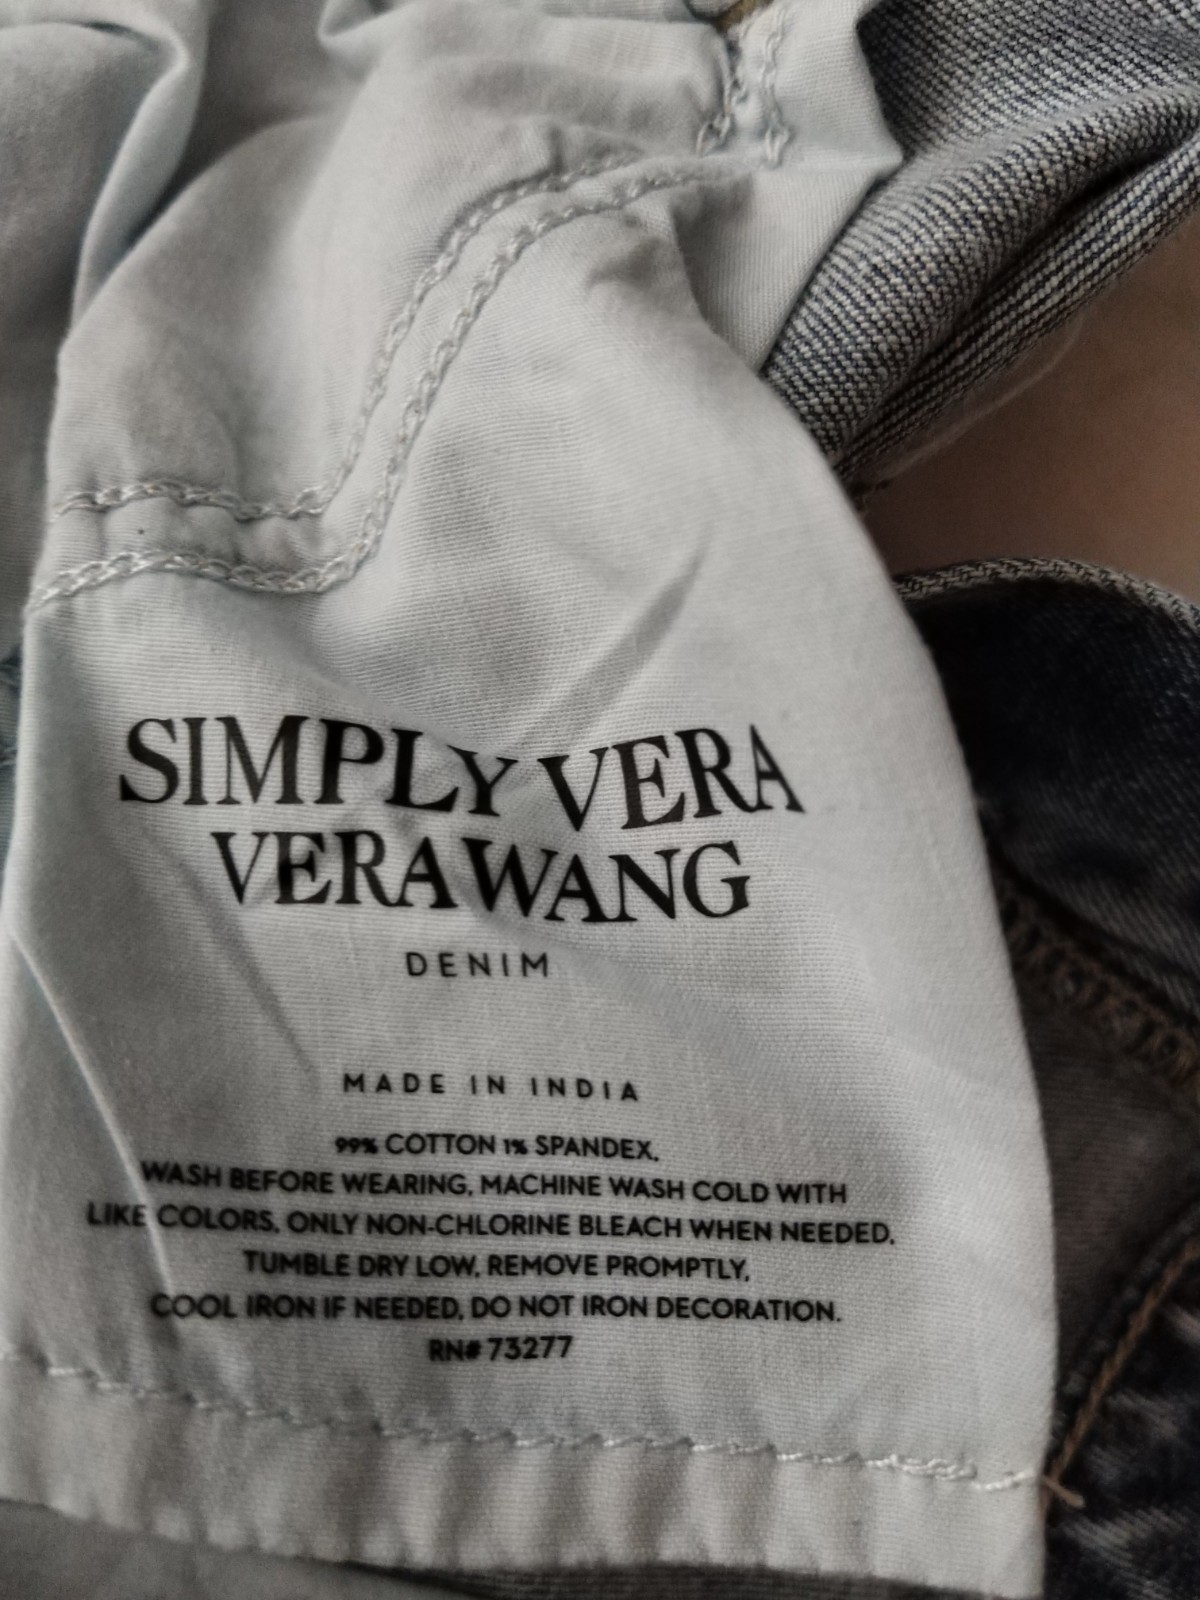 SIMPLY VERA
VERA WANG
DENIM
MADE IN INDIA
99% COTTON 1% SPANDEX,
WASH BEFORE WEARING, MACHINE WASH COLD WITH
LIKE COLORS, ONLY NON-CHLORINE BLEACH WHEN NEEDED,
TUMBLE DRY LOW, REMOVE PROMPTLY,
COOL IRON IF NEEDED, DO NOT IRON DECORATION.
RN# 73277